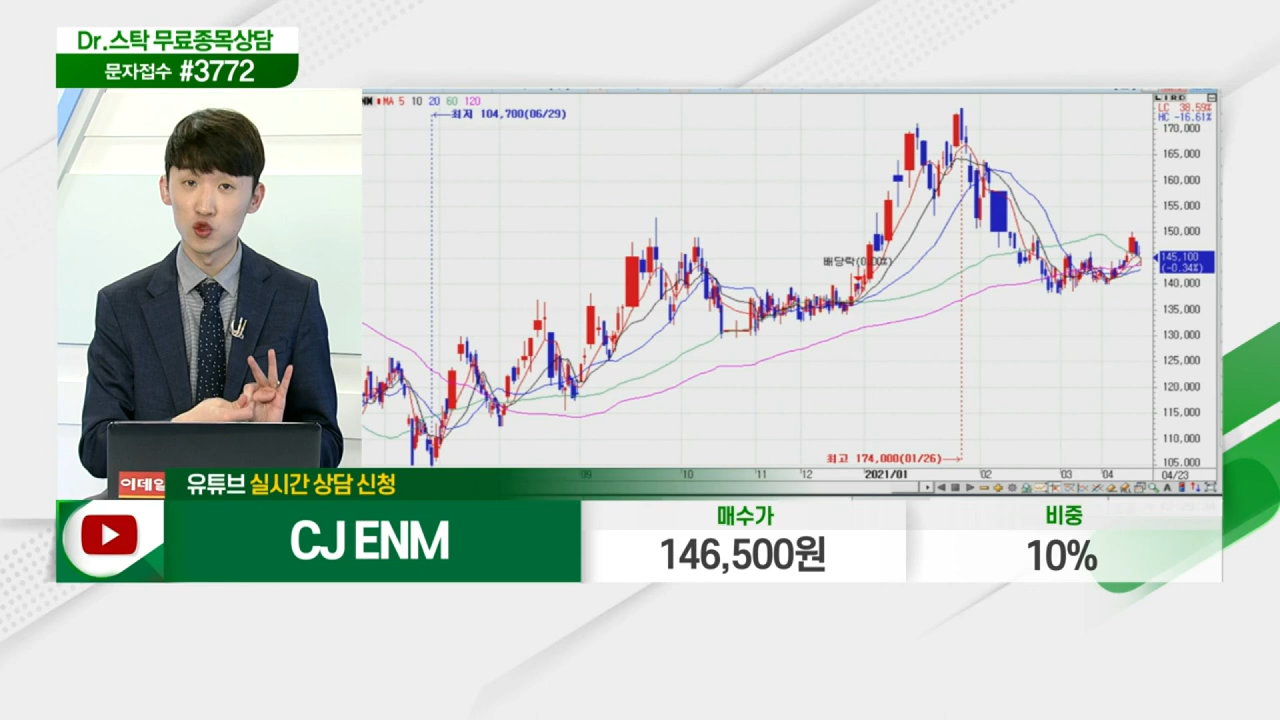 Dr.스탁 무료종목상담
문자접수 #3772
MA 5 10 20 60 120
최저 104,700(06/29)
LC 38.59%
HC -16.61%
170,000
165,000
160,000
155,000
150,000
배당락(0.00%)
145,100
(-0.34%)
140,000
135,000
130,000
125,000
120,000
115,000
110,000
105,000
최고 174,000(01/26)
09 10 11 12 2021/01 02 03 04 04/23
이데일
유튜브 실시간 상담 신청
CJ ENM
매수가
146,500원
비중
10%